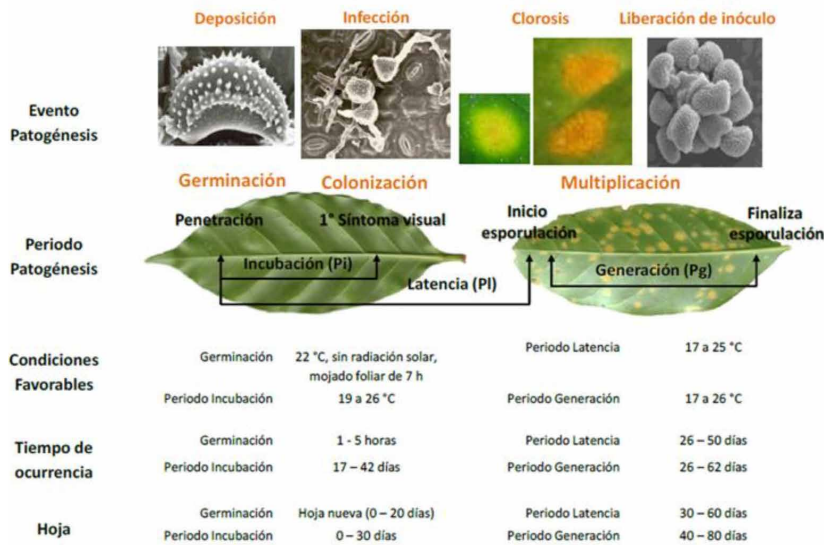 Deposición Infección Clorosis Liberación de inóculo
Evento
Patogénesis
Germinación Colonización Multiplicación
Penetración 1° Síntoma visual Inicio
esporulación Finaliza
esporulación
Periodo
Patogénesis
Incubación (Pi) Generación (Pg)
Latencia (Pl)
Condiciones
Favorables
Germinación 22 °C, sin radiación solar,
mojado foliar de 7 h
Periodo Latencia 17 a 25 °C
Periodo Incubación 19 a 26 °C Periodo Generación 17 a 26 °C
Tiempo de
ocurrencia
Germinación 1 - 5 horas Periodo Latencia 26 – 50 días
Periodo Incubación 17 – 42 días Periodo Generación 26 – 62 días
Hoja
Germinación Hoja nueva (0 – 20 días) Periodo Latencia 30 – 60 días
Periodo Incubación 0 – 30 días Periodo Generación 40 – 80 días